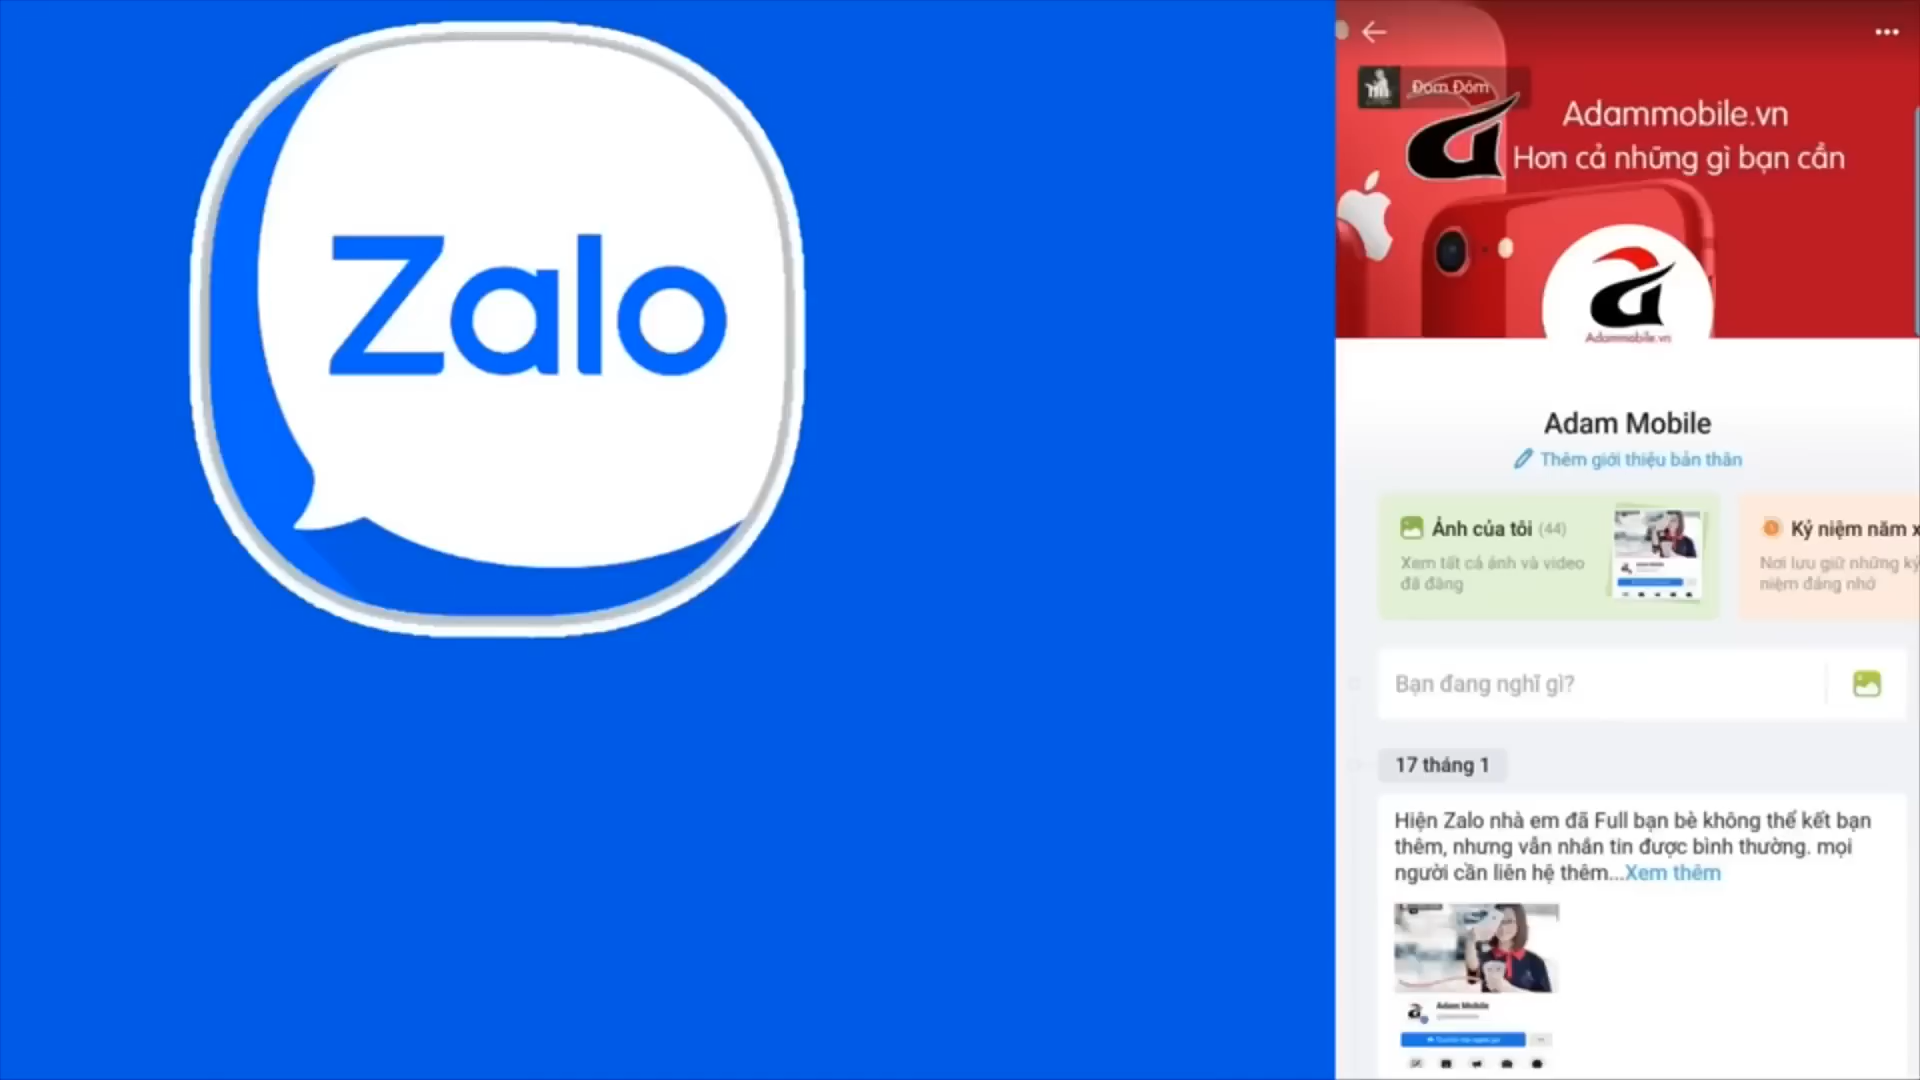 Zalo
Đom Đóm
Adammobile.vn
Hơn cả những gì bạn cần
Adammobile.vn
Adam Mobile
Thêm giới thiệu bản thân
Ảnh của tôi (44)
Xem tất cả ảnh và video
đã đăng
Kỷ niệm năm x
Nơi lưu giữ những kỷ
niệm đáng nhớ
Bạn đang nghĩ gì?
17 tháng 1
Hiện Zalo nhà em đã Full bạn bè không thể kết bạn
thêm, nhưng vẫn nhắn tin được bình thường. mọi
người cần liên hệ thêm...Xem thêm
Adam Mobile